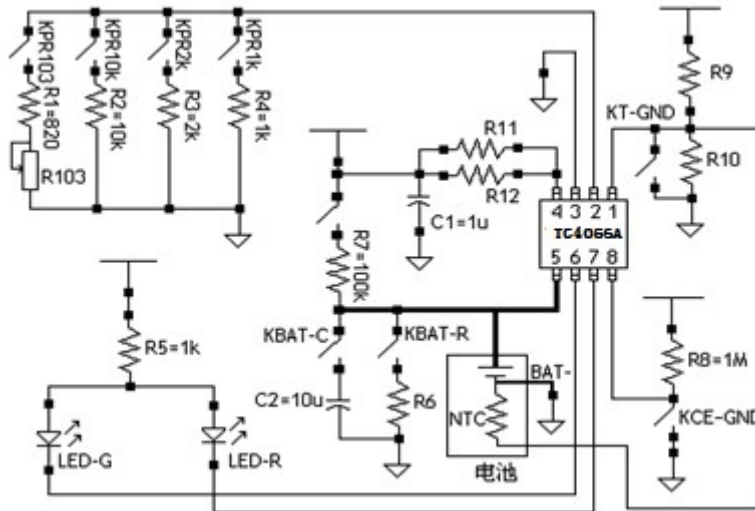 KPR103
KPR10k
KPR2k
KPR1k
R1=820
R2=10k
R3=2k
R4=1k
R103
R11
R12
C1=1u
R9
KT-GND
R10
4 3 2 1
TC4066A
5 6 7 8
R7=100k
R5=1k
KBAT-C
KBAT-R
C2=10u
R6
BAT-
NTC
电池
R8=1M
KCE-GND
LED-G
LED-R